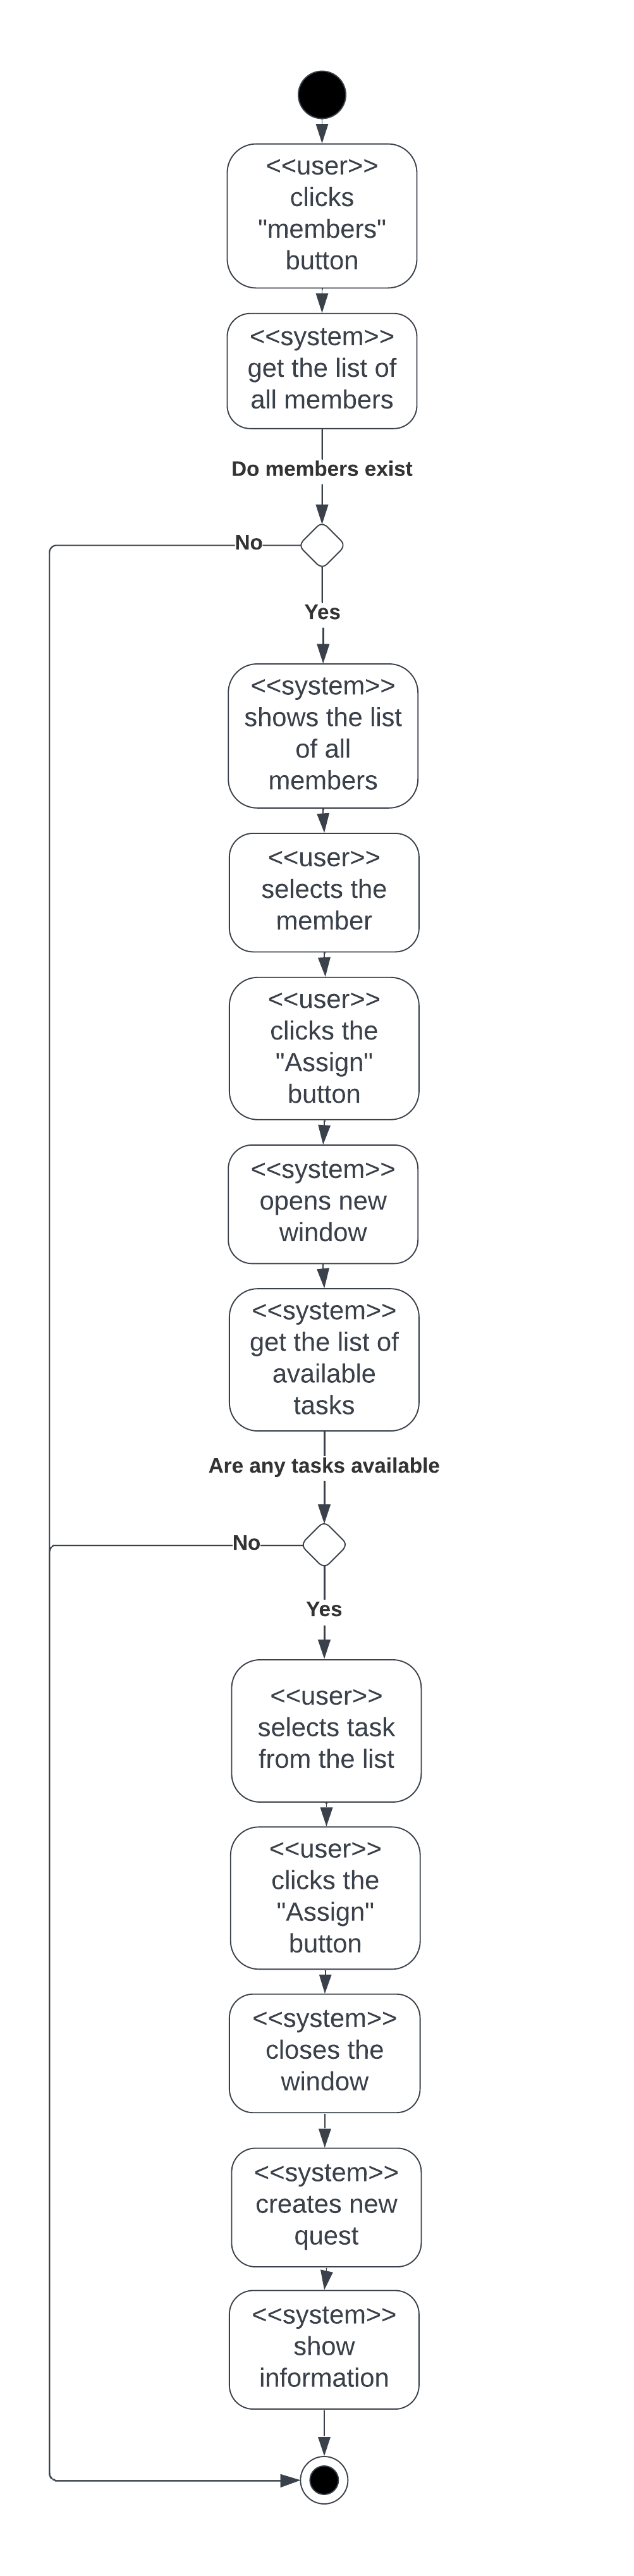 <<user>>
clicks
"members"
button
<<system>>
get the list of
all members
Do members exist
No
Yes
<<system>>
shows the list
of all
members
<<user>>
selects the
member
<<user>>
clicks the
"Assign"
button
<<system>>
opens new
window
<<system>>
get the list of
available
tasks
Are any tasks available
No
Yes
<<user>>
selects task
from the list
<<user>>
clicks the
"Assign"
button
<<system>>
closes the
window
<<system>>
creates new
quest
<<system>>
show
information